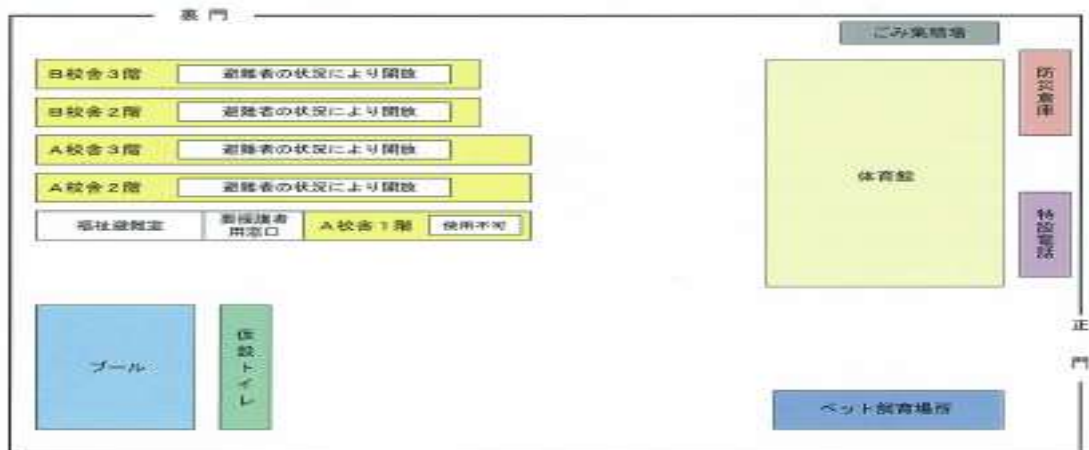 裏門
ごみ集積場
B校舎3階 避難者の状況により開放
防災倉庫
B校舎2階 避難者の状況により開放
A校舎3階 避難者の状況により開放
体育館
A校舎2階 避難者の状況により開放
特設電話
福祉避難室
要援護者
用窓口
A校舎1階 使用不可
正門
仮設トイレ
プール
ペット飼育場所